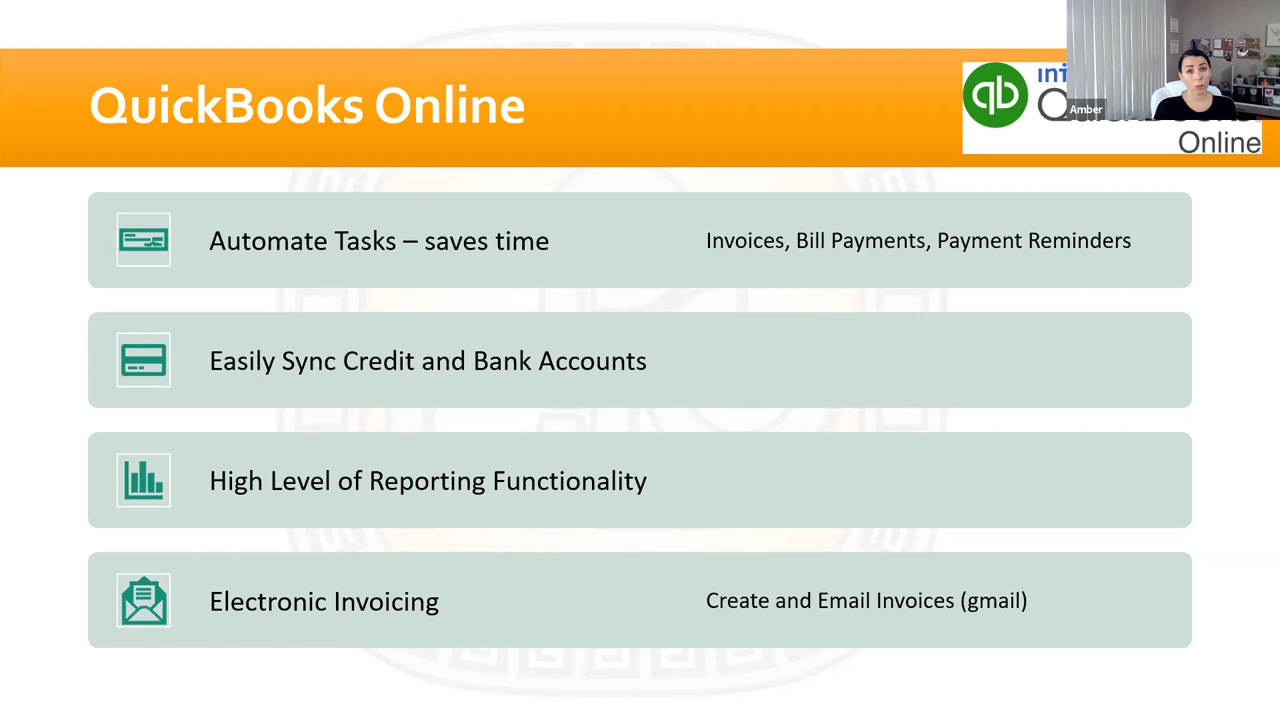 QuickBooks Online
qb
Online
Amber
Automate Tasks – saves time
Invoices, Bill Payments, Payment Reminders
Easily Sync Credit and Bank Accounts
High Level of Reporting Functionality
Electronic Invoicing
Create and Email Invoices (gmail)